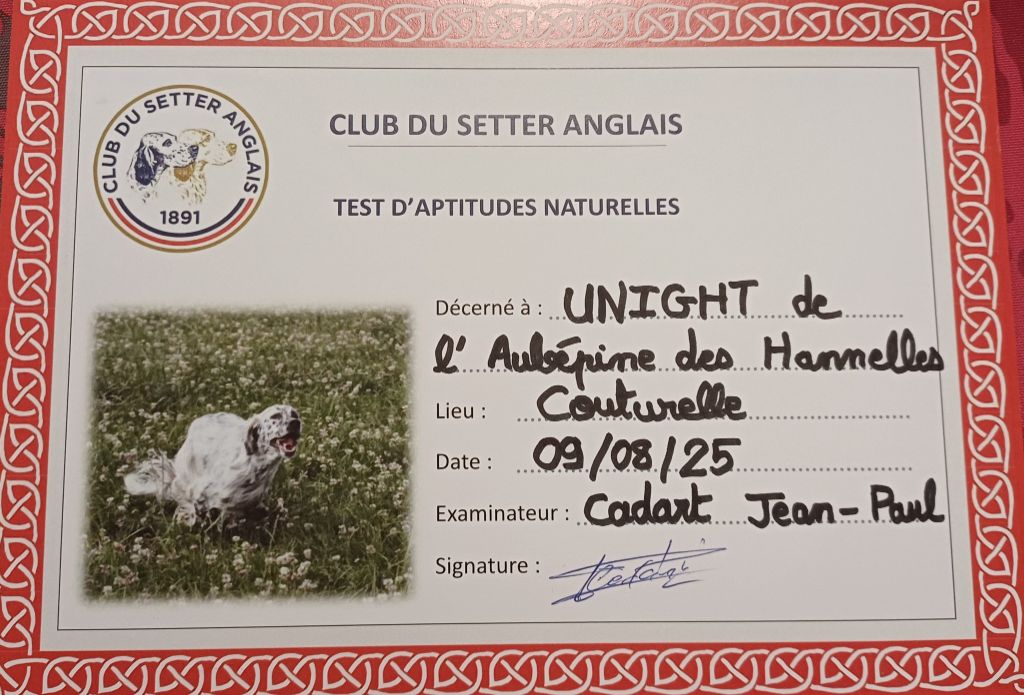 CLUB DU SETTER ANGLAIS
1891
CLUB DU SETTER ANGLAIS
TEST D'APTITUDES NATURELLES
Décerné à : UNIGHT de
l' Aubépine des Hannelles
Lieu : Couturelle
Date : 09/08/25
Examinateur : Cadart Jean-Paul
Signature :